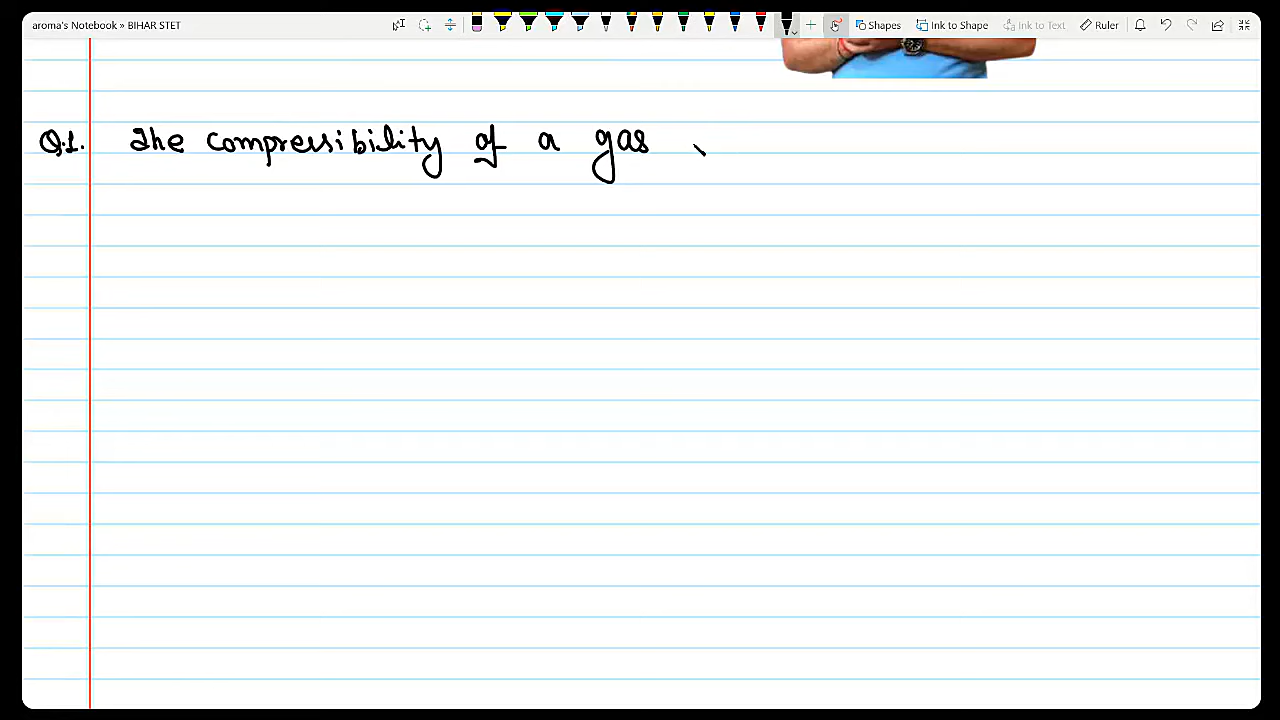 aroma's Notebook » BIHAR STET
Shapes
Ink to Shape
Ink to Text
Ruler
Q.1. The compressibility of a gas